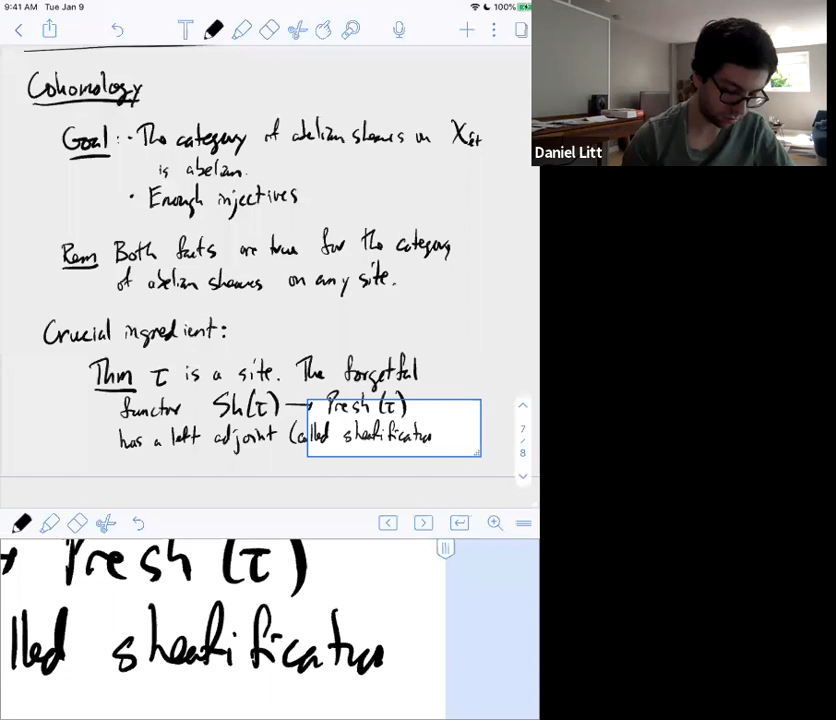 9:41 AM Tue Jan 9
100%
Cohomology
Goal: · The category of abelian sheaves on Xét
is abelian.
· Enough injectives
Rem Both facts are true for the category
of abelian sheaves on any site.
Crucial ingredient:
Thm τ is a site. The forgetful
functor Sh(τ) → Presh(τ)
has a left adjoint (called sheafification
7
/
8
Presh (τ)
lled sheafification
Daniel Litt